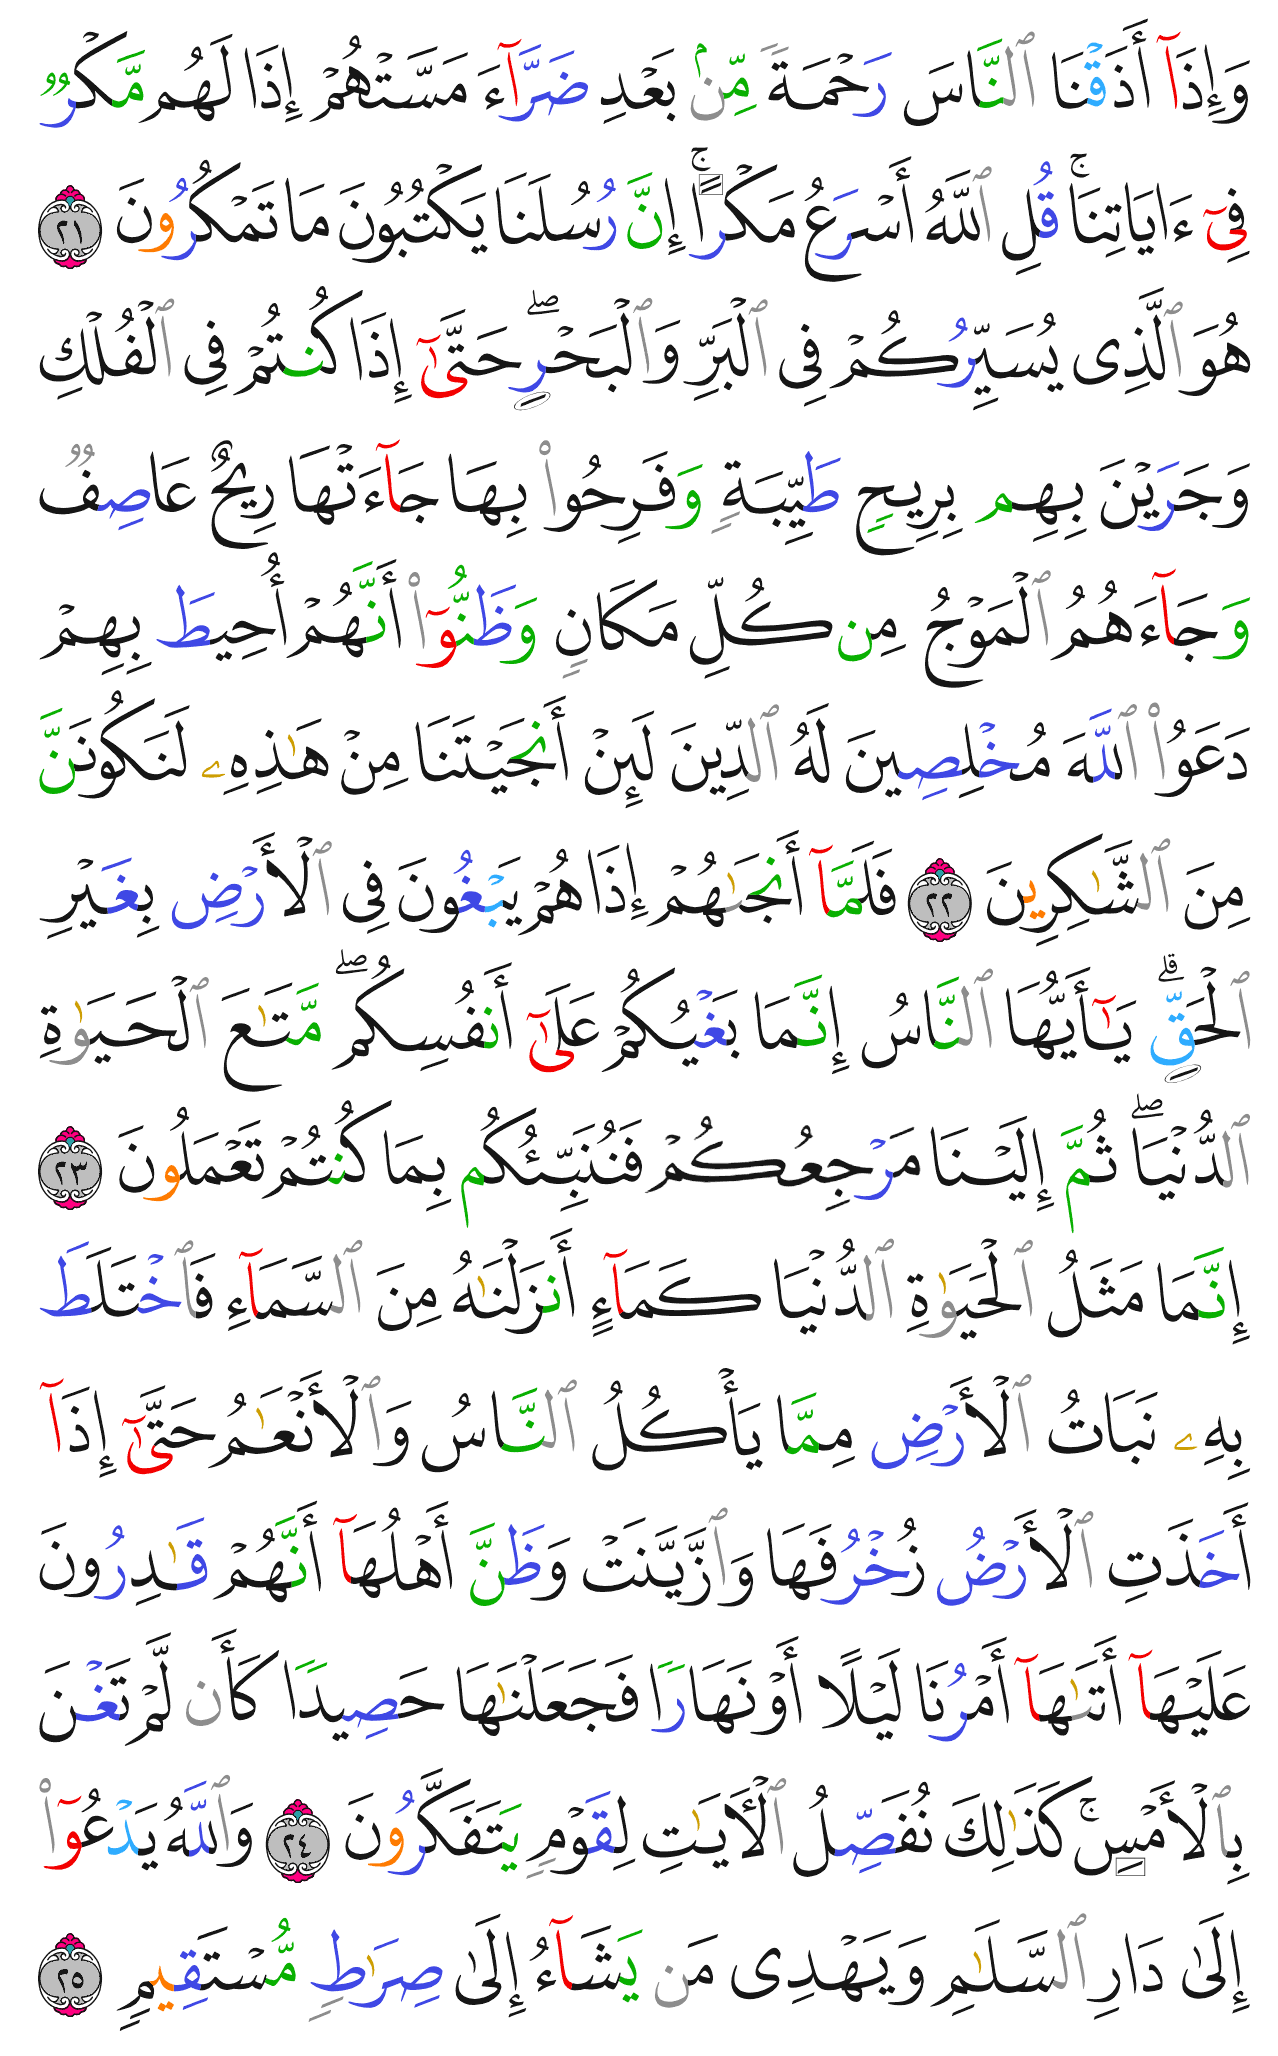 وَإِذَآ أَذَقۡنَا ٱلنَّاسَ رَحۡمَةٗ مِّنۢ بَعۡدِ ضَرَّآءَ مَسَّتۡهُمۡ إِذَا لَهُم مَّكۡرٞ
فِيٓ ءَايَاتِنَاۚ قُلِ ٱللَّهُ أَسۡرَعُ مَكۡرًاۚ إِنَّ رُسُلَنَا يَكۡتُبُونَ مَا تَمۡكُرُونَ ٢١
هُوَ ٱلَّذِي يُسَيِّرُكُمۡ فِي ٱلۡبَرِّ وَٱلۡبَحۡرِۖ حَتَّىٰٓ إِذَا كُنتُمۡ فِي ٱلۡفُلۡكِ
وَجَرَيۡنَ بِهِم بِرِيحٖ طَيِّبَةٖ وَفَرِحُواْ بِهَا جَآءَتۡهَا رِيحٌ عَاصِفٞ
وَجَآءَهُمُ ٱلۡمَوۡجُ مِن كُلِّ مَكَانٖ وَظَنُّوٓاْ أَنَّهُمۡ أُحِيطَ بِهِمۡ
دَعَوُاْ ٱللَّهَ مُخۡلِصِينَ لَهُ ٱلدِّينَ لَئِنۡ أَنجَيۡتَنَا مِنۡ هَٰذِهِۦ لَنَكُونَنَّ
مِنَ ٱلشَّٰكِرِينَ ٢٢ فَلَمَّآ أَنجَىٰهُمۡ إِذَا هُمۡ يَبۡغُونَ فِي ٱلۡأَرۡضِ بِغَيۡرِ
ٱلۡحَقِّۗ يَٰٓأَيُّهَا ٱلنَّاسُ إِنَّمَا بَغۡيُكُمۡ عَلَىٰٓ أَنفُسِكُمۖ مَّتَٰعَ ٱلۡحَيَوٰةِ
ٱلدُّنۡيَاۖ ثُمَّ إِلَيۡنَا مَرۡجِعُكُمۡ فَنُنَبِّئُكُم بِمَا كُنتُمۡ تَعۡمَلُونَ ٢٣
إِنَّمَا مَثَلُ ٱلۡحَيَوٰةِ ٱلدُّنۡيَا كَمَآءٍ أَنزَلۡنَٰهُ مِنَ ٱلسَّمَآءِ فَٱخۡتَلَطَ
بِهِۦ نَبَاتُ ٱلۡأَرۡضِ مِمَّا يَأۡكُلُ ٱلنَّاسُ وَٱلۡأَنۡعَٰمُ حَتَّىٰٓ إِذَآ
أَخَذَتِ ٱلۡأَرۡضُ زُخۡرُفَهَا وَٱزَّيَّنَتۡ وَظَنَّ أَهۡلُهَآ أَنَّهُمۡ قَٰدِرُونَ
عَلَيۡهَآ أَتَىٰهَآ أَمۡرُنَا لَيۡلًا أَوۡ نَهَارٗا فَجَعَلۡنَٰهَا حَصِيدٗا كَأَن لَّمۡ تَغۡنَ
بِٱلۡأَمۡسِۚ كَذَٰلِكَ نُفَصِّلُ ٱلۡأٓيَٰتِ لِقَوۡمٖ يَتَفَكَّرُونَ ٢٤ وَٱللَّهُ يَدۡعُوٓاْ
إِلَىٰ دَارِ ٱلسَّلَٰمِ وَيَهۡدِي مَن يَشَآءُ إِلَىٰ صِرَٰطٖ مُّسۡتَقِيمٖ ٢٥